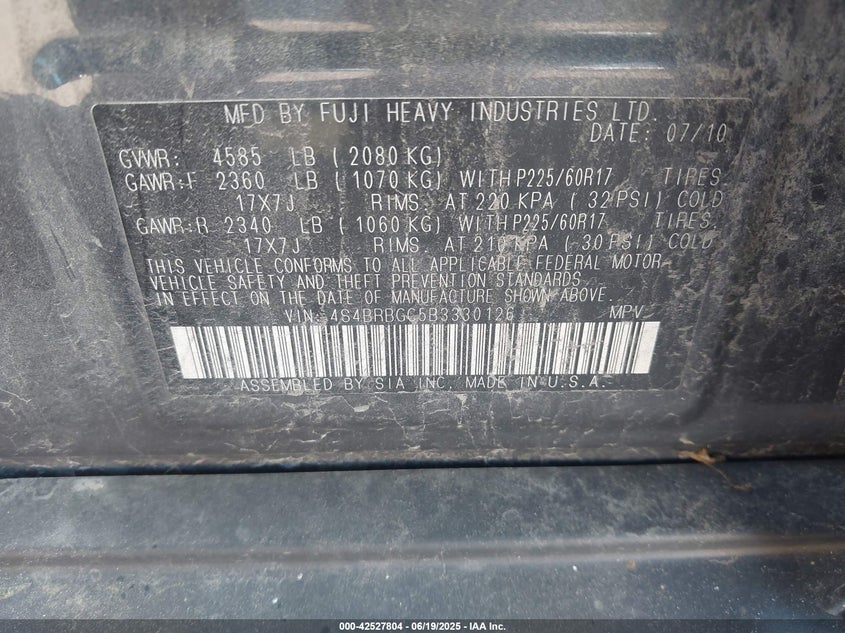 MFD BY FUJI HEAVY INDUSTRIES LTD.
DATE: 07/10
GVWR: 4585 LB (2080 KG)
GAWR:F 2360 LB (1070 KG) WITH P225/60R17 TIRES
17X7J RIMS AT 220 KPA (32 PSI) COLD
GAWR:R 2340 LB (1060 KG) WITH P225/60R17 TIRES
17X7J RIMS AT 210 KPA (30 PSI) COLD
THIS VEHICLE CONFORMS TO ALL APPLICABLE FEDERAL MOTOR
VEHICLE SAFETY AND THEFT PREVENTION STANDARDS
IN EFFECT ON THE DATE OF MANUFACTURE SHOWN ABOVE.
VIN: 4S4BRBGC5B3330126 MPV
ASSEMBLED BY SIA INC. MADE IN U.S.A.
000-42527804 - 06/19/2025 - IAA Inc.